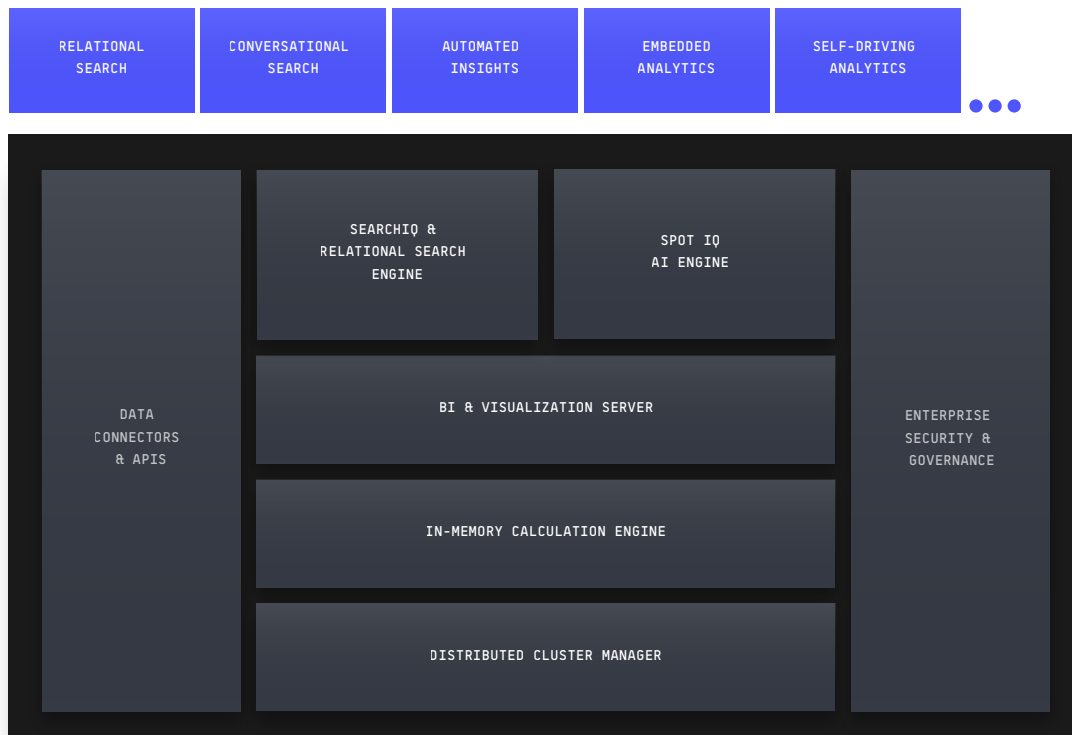 RELATIONAL
SEARCH
CONVERSATIONAL
SEARCH
AUTOMATED
INSIGHTS
EMBEDDED
ANALYTICS
SELF-DRIVING
ANALYTICS
DATA
CONNECTORS
& APIS
SEARCHIQ &
RELATIONAL SEARCH
ENGINE
SPOT IQ
AI ENGINE
BI & VISUALIZATION SERVER
IN-MEMORY CALCULATION ENGINE
DISTRIBUTED CLUSTER MANAGER
ENTERPRISE
SECURITY &
GOVERNANCE